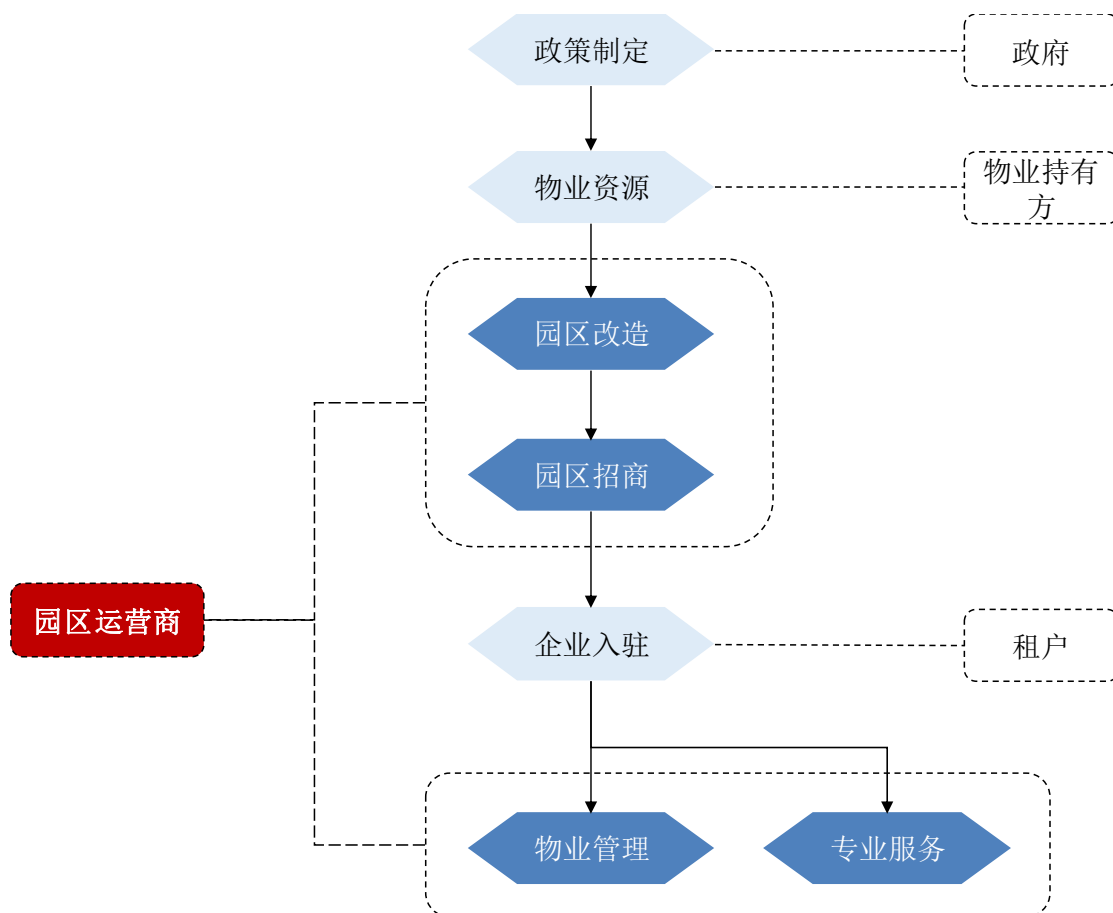 政策制定
政府
物业资源
物业持有
方
园区改造
园区招商
园区运营商
企业入驻
租户
物业管理
专业服务